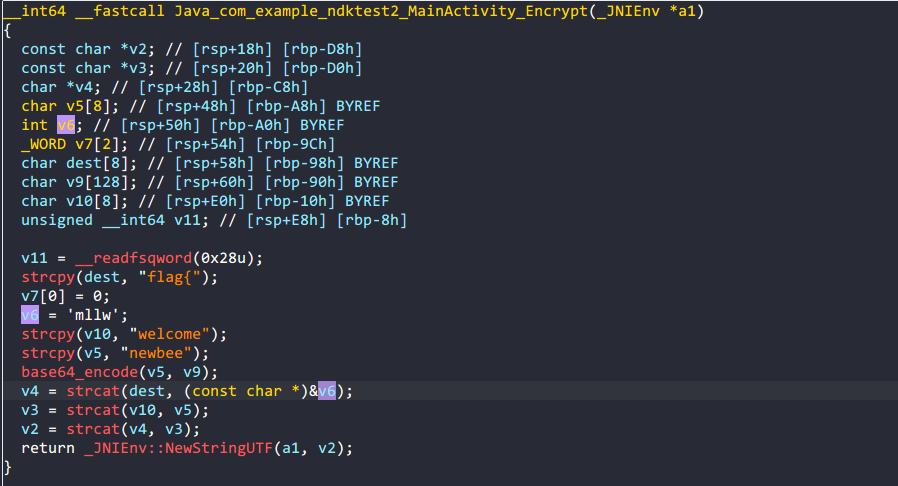 __int64 __fastcall Java_com_example_ndktest2_MainActivity_Encrypt(_JNIEnv *a1)
{
const char *v2; // [rsp+18h] [rbp-D8h]
const char *v3; // [rsp+20h] [rbp-D0h]
char *v4; // [rsp+28h] [rbp-C8h]
char v5[8]; // [rsp+48h] [rbp-A8h] BYREF
int v6; // [rsp+50h] [rbp-A0h] BYREF
_WORD v7[2]; // [rsp+54h] [rbp-9Ch]
char dest[8]; // [rsp+58h] [rbp-98h] BYREF
char v9[128]; // [rsp+60h] [rbp-90h] BYREF
char v10[8]; // [rsp+E0h] [rbp-10h] BYREF
unsigned __int64 v11; // [rsp+E8h] [rbp-8h]
v11 = __readfsqword(0x28u);
strcpy(dest, "flag{");
v7[0] = 0;
v6 = 'mllw';
strcpy(v10, "welcome");
strcpy(v5, "newbee");
base64_encode(v5, v9);
v4 = strcat(dest, (const char *)&v6);
v3 = strcat(v10, v5);
v2 = strcat(v4, v3);
return _JNIEnv::NewStringUTF(a1, v2);
}